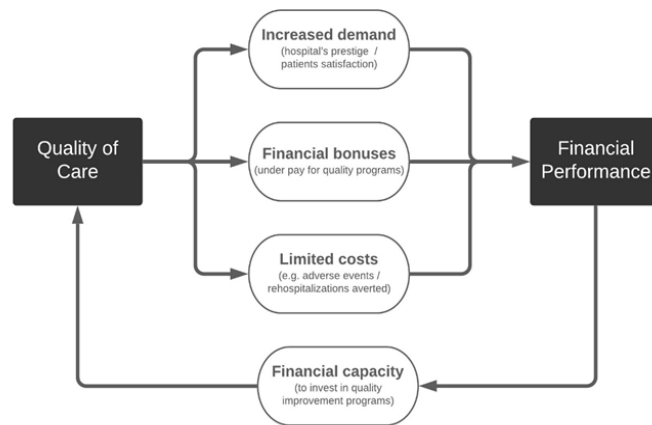 Increased demand
(hospital's prestige /
patients satisfaction)
Quality of
Care
Financial bonuses
(under pay for quality programs)
Financial
Performance
Limited costs
(e.g. adverse events /
rehospitalizations averted)
Financial capacity
(to invest in quality
improvement programs)